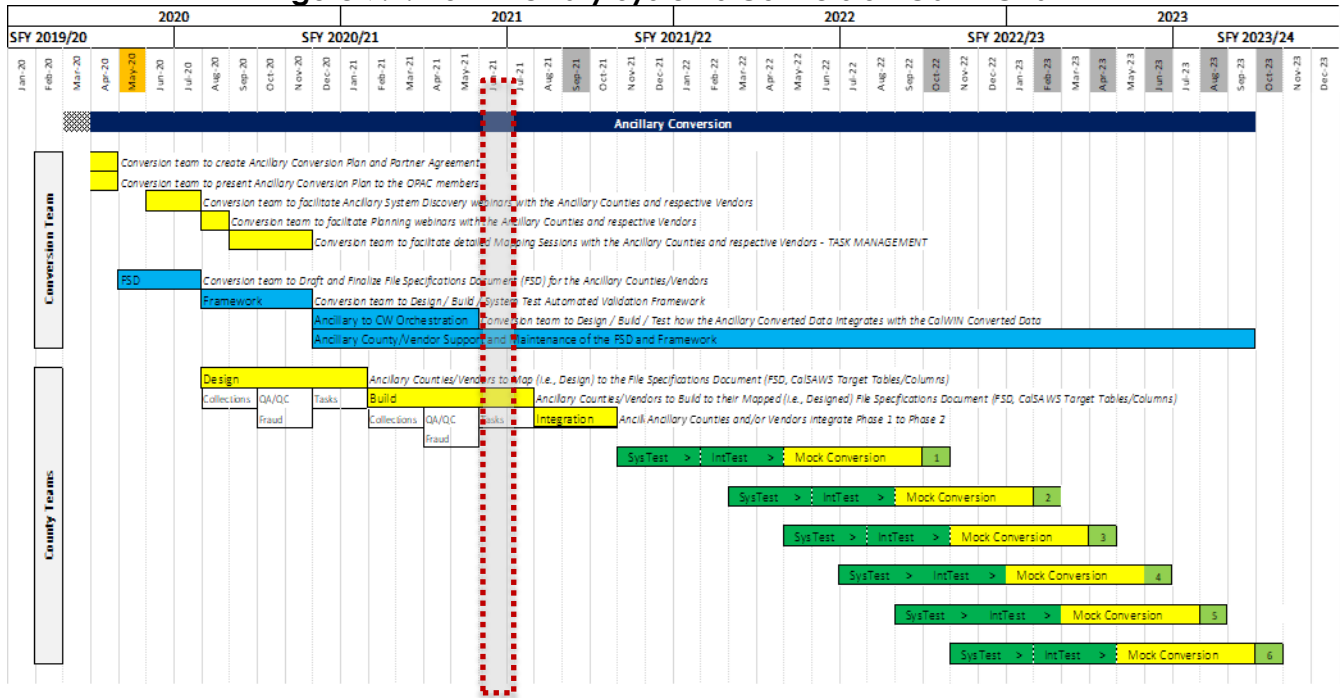 2020 2021 2022 2023
SFY 2019/20 SFY 2020/21 SFY 2021/22 SFY 2022/23 SFY 2023/24
Jan-20 Feb-20 Mar-20 Apr-20 May-20 Jun-20 Jul-20 Aug-20 Sep-20 Oct-20 Nov-20 Dec-20 Jan-21 Feb-21 Mar-21 Apr-21 May-21 Jun-21 Jul-21 Aug-21 Sep-21 Oct-21 Nov-21 Dec-21 Jan-22 Feb-22 Mar-22 Apr-22 May-22 Jun-22 Jul-22 Aug-22 Sep-22 Oct-22 Nov-22 Dec-22 Jan-23 Feb-23 Mar-23 Apr-23 May-23 Jun-23 Jul-23 Aug-23 Sep-23 Oct-23 Nov-23 Dec-23
Ancillary Conversion
Conversion Team
Conversion team to create Ancillary Conversion Plan and Partner Agreement
Conversion team to present Ancillary Conversion Plan to the OPAC members
Conversion team to facilitate Ancillary System Discovery webinars with the Ancillary Counties and respective Vendors
Conversion team to facilitate Planning webinars with the Ancillary Counties and respective Vendors
Conversion team to facilitate detailed Mapping Sessions with the Ancillary Counties and respective Vendors - TASK MANAGEMENT
FSD Conversion team to Draft and Finalize File Specifications Document (FSD) for the Ancillary Counties/Vendors
Framework Conversion team to Design / Build / System Test Automated Validation Framework
Ancillary to CW Orchestration Conversion team to Design / Build / Test how the Ancillary Converted Data Integrates with the CalWIN Converted Data
Ancillary County/Vendor Support and Maintenance of the FSD and Framework
County Teams
Design Ancillary Counties/Vendors to Map (i.e., Design) to the File Specifications Document (FSD, CalSAWS Target Tables/Columns)
Collections QA/QC Tasks Build Ancillary Counties/Vendors to Build to their Mapped (i.e., Designed) File Specfications Document (FSD, CalSAWS Target Tables/Columns)
Fraud Collections QA/QC Tasks Integration Ancill Ancillary Counties and/or Vendors integrate Phase 1 to Phase 2
Fraud
SysTest > IntTest > Mock Conversion 1
SysTest > IntTest > Mock Conversion 2
SysTest > IntTest > Mock Conversion 3
SysTest > IntTest > Mock Conversion 4
SysTest > IntTest > Mock Conversion 5
SysTest > IntTest > Mock Conversion 6